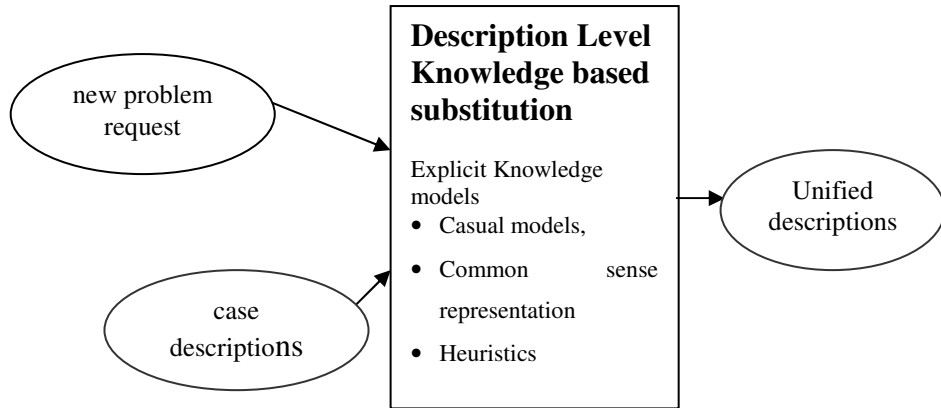 new problem
request
case
descriptions
Description Level
Knowledge based
substitution
Explicit Knowledge
models
• Casual models,
• Common sense
representation
• Heuristics
Unified
descriptions